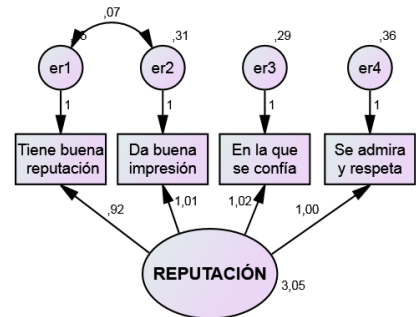 ,07
,31
,29
,36
er1
er2
er3
er4
1
1
1
1
Tiene buena
reputación
Da buena
impresión
En la que
se confía
Se admira
y respeta
,92
1,01
1,02
1,00
REPUTACIÓN
3,05